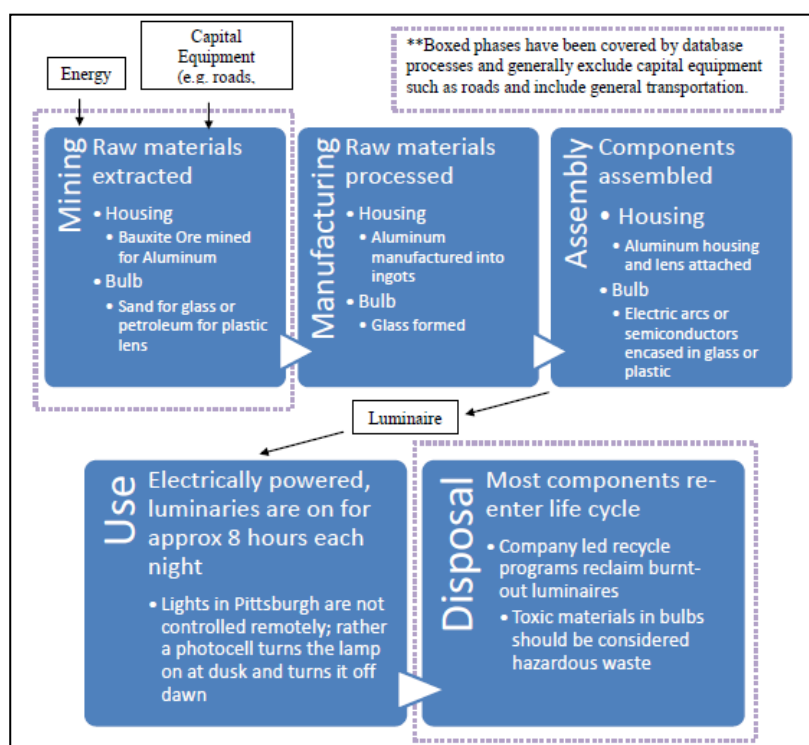 Capital
Equipment
(e.g. roads,
Energy
**Boxed phases have been covered by database
processes and generally exclude capital equipment
such as roads and include general transportation.
Mining
Raw materials
extracted
• Housing
• Bauxite Ore mined
for Aluminum
• Bulb
• Sand for glass or
petroleum for plastic
lens
Manufacturing
Raw materials
processed
• Housing
• Aluminum
manufactured into
ingots
• Bulb
• Glass formed
Assembly
Components
assembled
• Housing
• Aluminum housing
and lens attached
• Bulb
• Electric arcs or
semiconductors
encased in glass or
plastic
Luminaire
Use
Electrically powered,
luminaries are on for
approx 8 hours each
night
• Lights in Pittsburgh are not
controlled remotely; rather
a photocell turns the lamp
on at dusk and turns it off
dawn
Disposal
Most components re-
enter life cycle
• Company led recycle
programs reclaim burnt-
out luminaires
• Toxic materials in bulbs
should be considered
hazardous waste